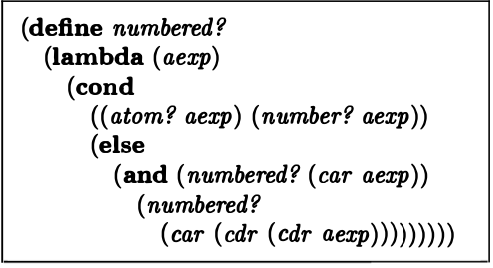 (define numbered?
(lambda (aexp)
(cond
((atom? aexp) (number? aexp))
(else
(and (numbered? (car aexp))
(numbered?
(car (cdr (cdr aexp)))))))))